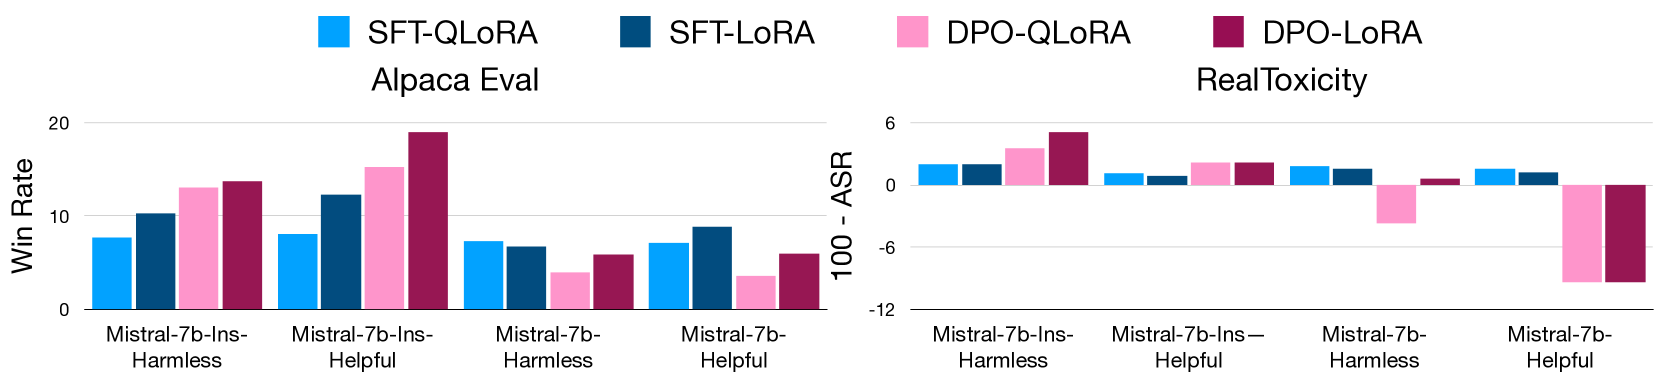 SFT-QLoRA SFT-LoRA DPO-QLoRA DPO-LoRA
Alpaca Eval
Win Rate
20
10
0
Mistral-7b-Ins-
Harmless
Mistral-7b-Ins-
Helpful
Mistral-7b-
Harmless
Mistral-7b-
Helpful
RealToxicity
100 - ASR
6
0
-6
-12
Mistral-7b-Ins-
Harmless
Mistral-7b-Ins—
Helpful
Mistral-7b-
Harmless
Mistral-7b-
Helpful